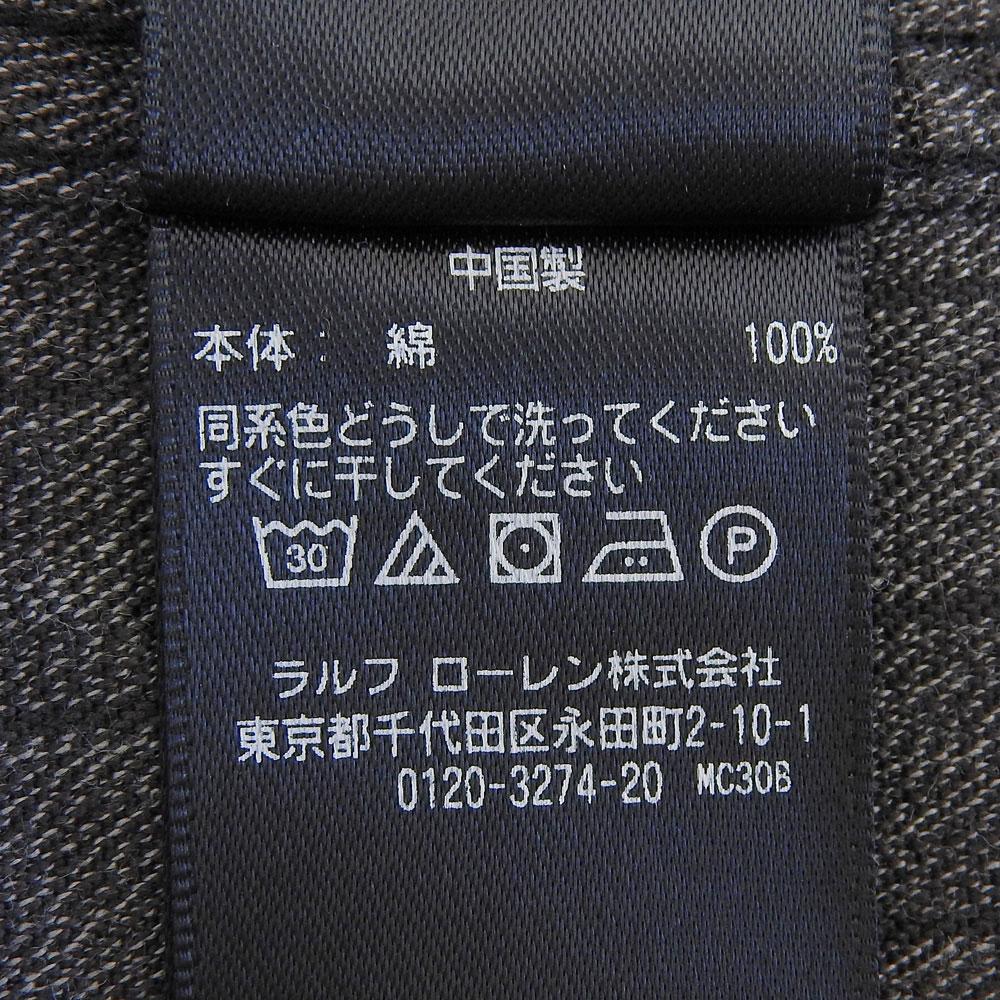 中国製
本体: 綿 100%
同系色どうしで洗ってください
すぐに干してください
30 P
ラルフ ローレン株式会社
東京都千代田区永田町2-10-1
0120-3274-20 MC30B